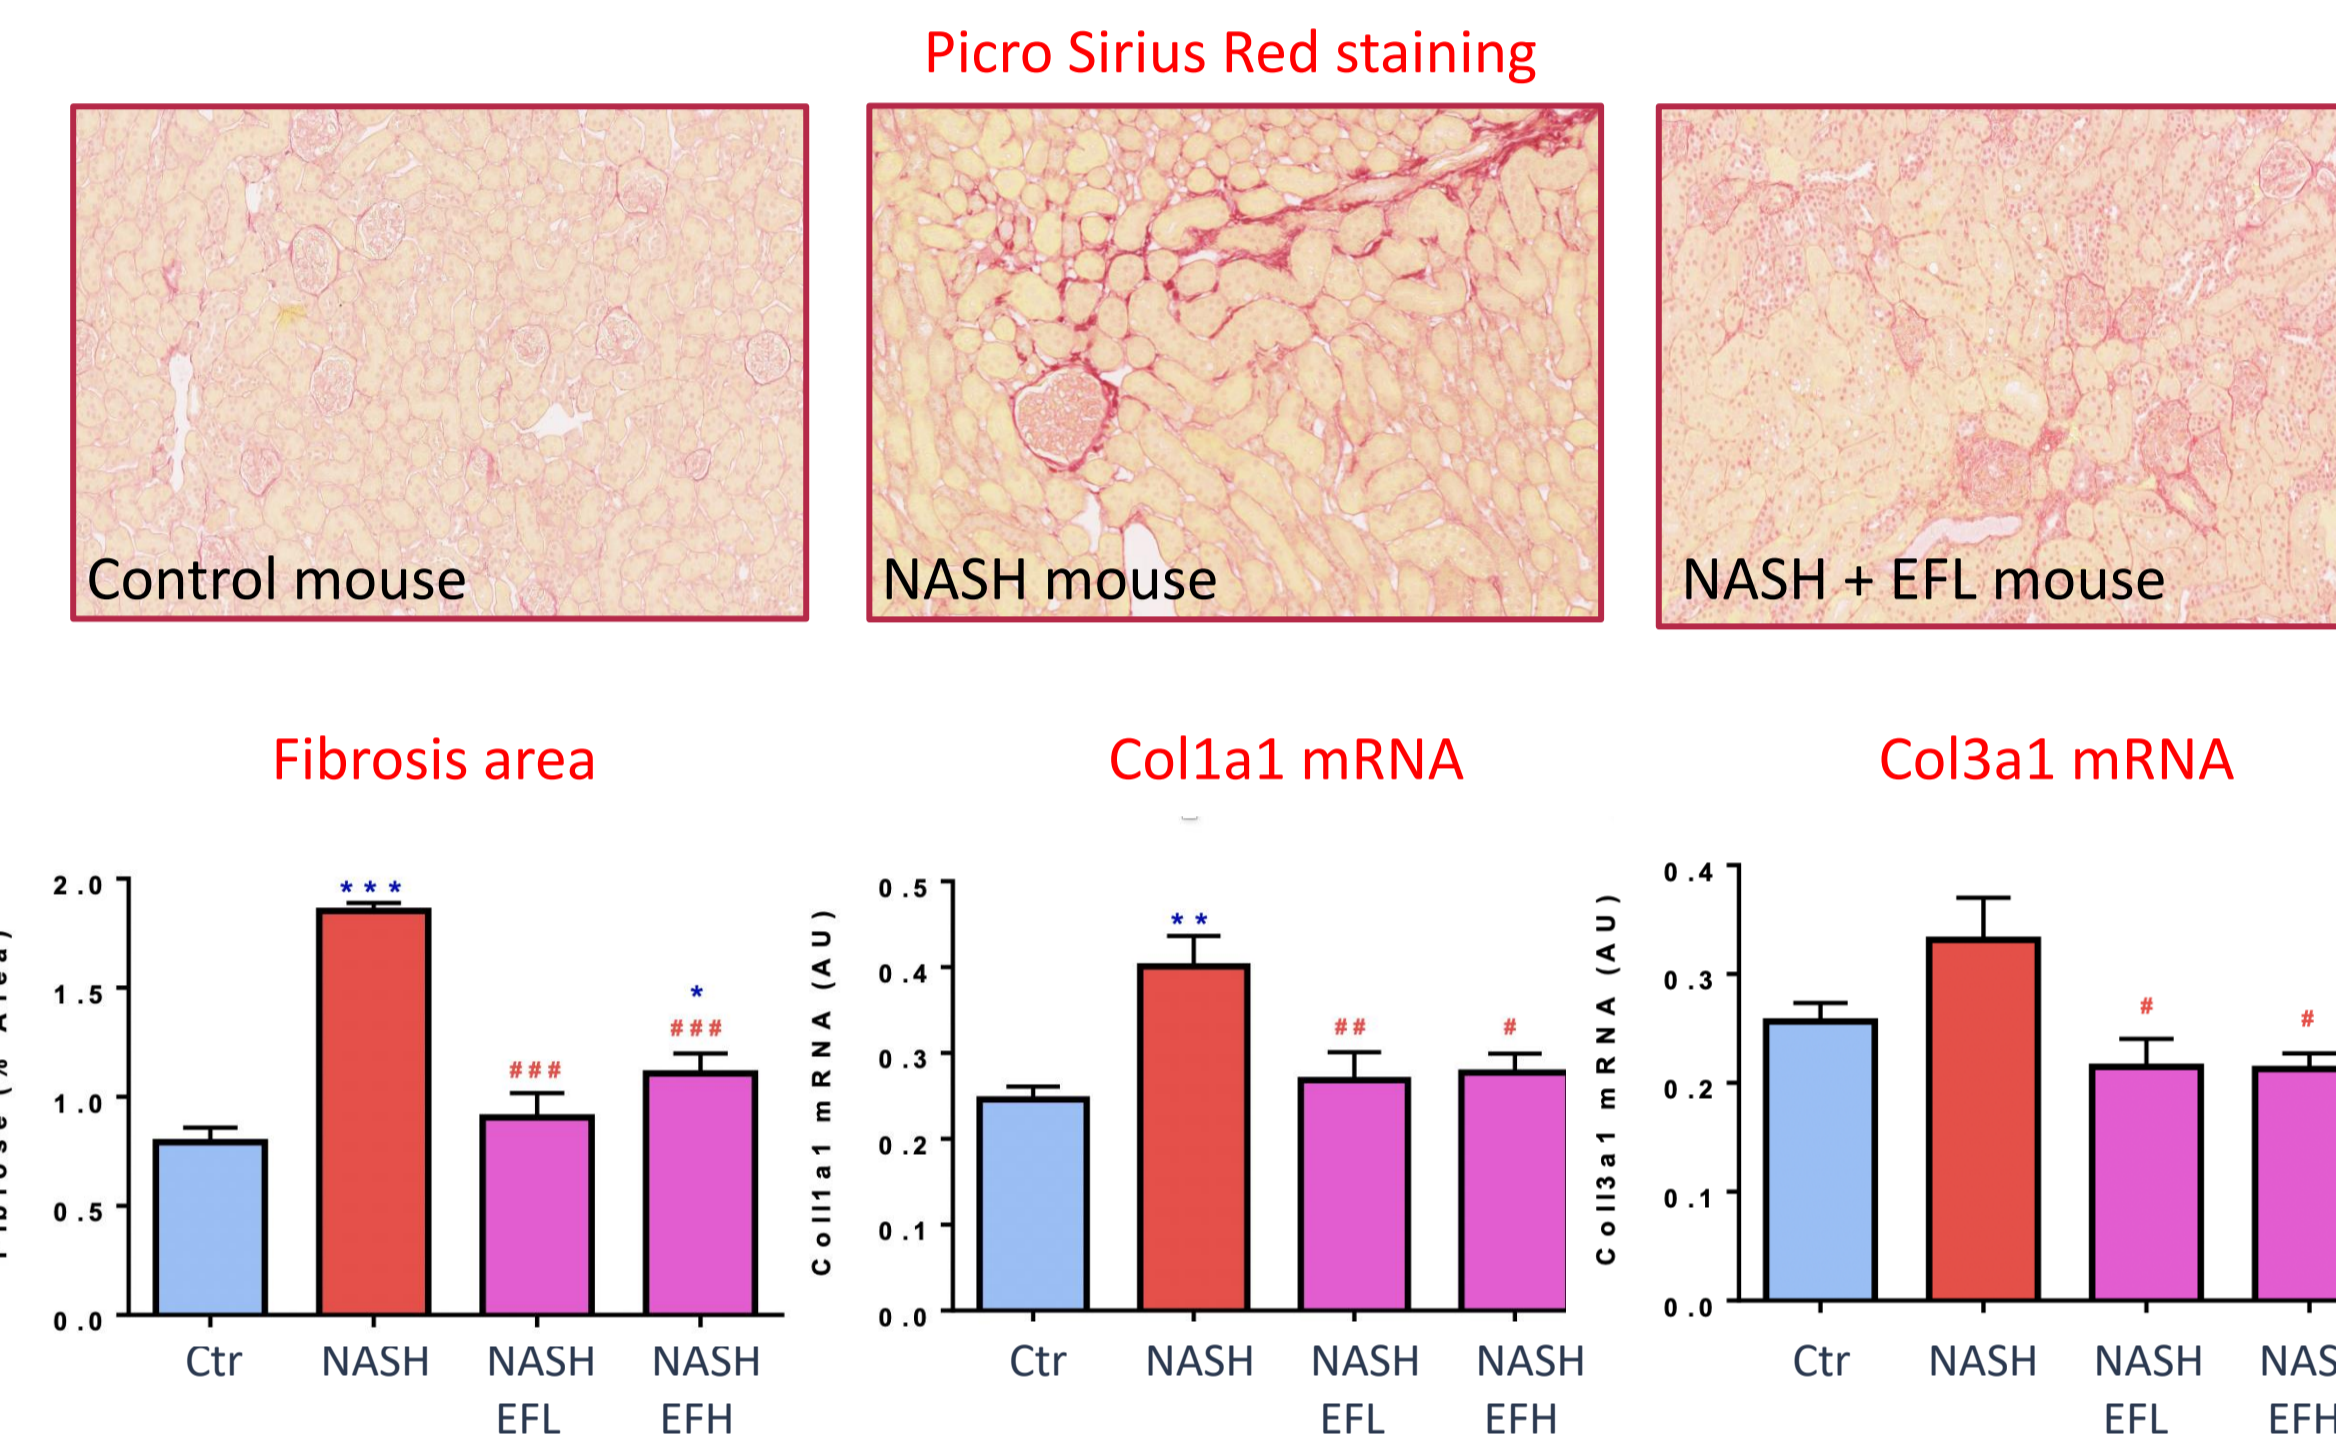 Picro Sirius Red staining
Control mouse
NASH mouse
NASH + EFL mouse
Fibrosis area
Col1a1 mRNA
Col3a1 mRNA
2.0
1.5
1.0
0.5
0.0
***
###
*
###
Ctr
NASH
NASH
EFL
NASH
EFH
Coll1a1 mRNA (AU)
0.5
0.4
0.3
0.2
0.1
0.0
**
##
#
Ctr
NASH
NASH
EFL
NASH
EFH
Coll3a1 mRNA (AU)
0.4
0.3
0.2
0.1
0.0
#
#
Ctr
NASH
NASH
EFL
NAS
EFH